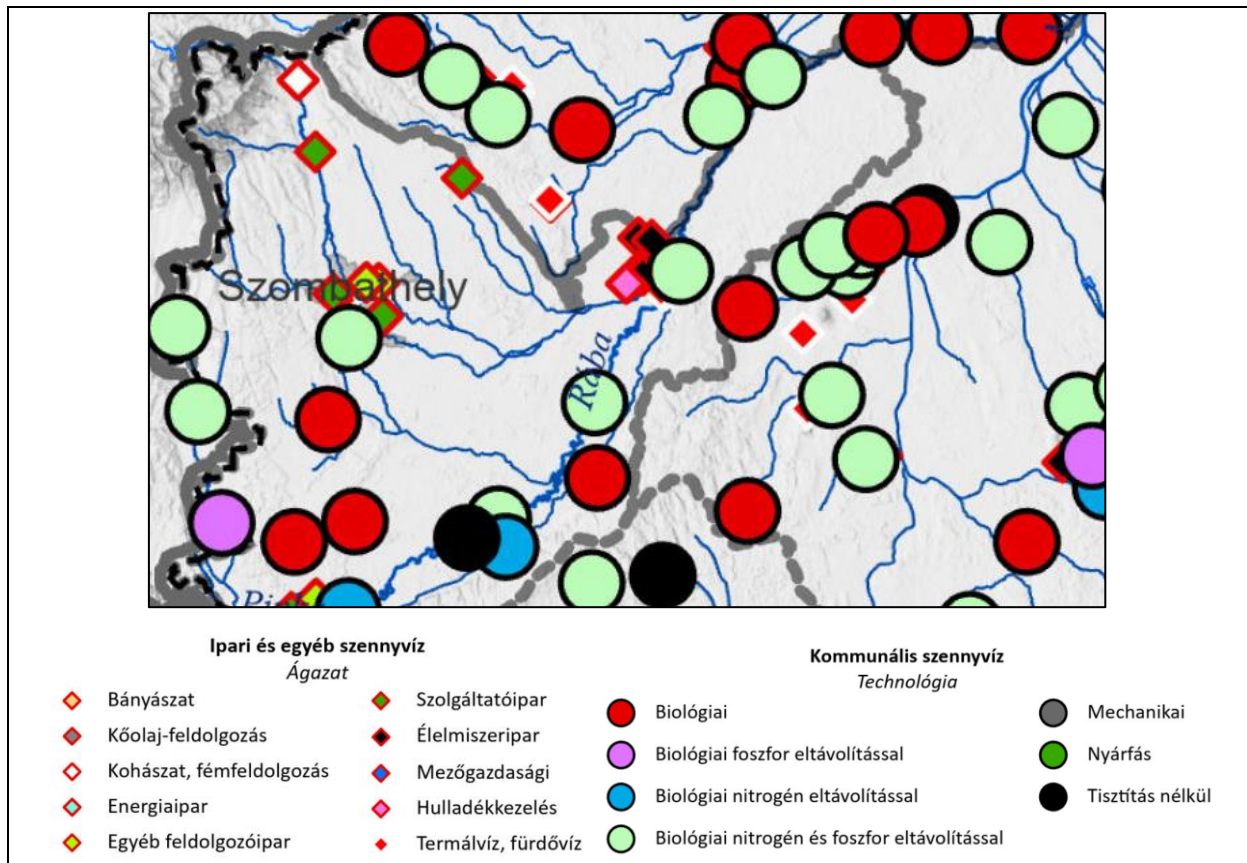 Szombathely
Rába
Ipari és egyéb szennyvíz
Ágazat
Bányászat
Kőolaj-feldolgozás
Kohászat, fémfeldolgozás
Energiaipar
Egyéb feldolgozóipar
Szolgáltatóipar
Élelmiszeripar
Mezőgazdasági
Hulladékkezelés
Termálvíz, fürdővíz
Kommunális szennyvíz
Technológia
Biológiai
Biológiai foszfor eltávolítással
Biológiai nitrogén eltávolítással
Biológiai nitrogén és foszfor eltávolítással
Mechanikai
Nyárfás
Tisztítás nélkül